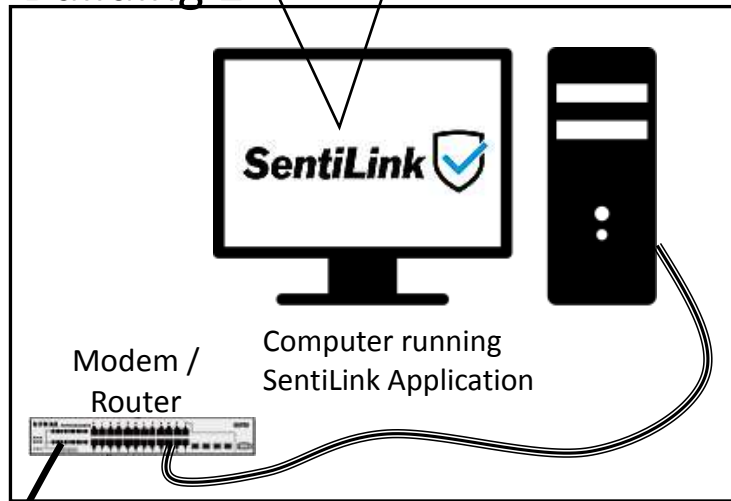 SentiLink
Computer running
SentiLink Application
Modem /
Router